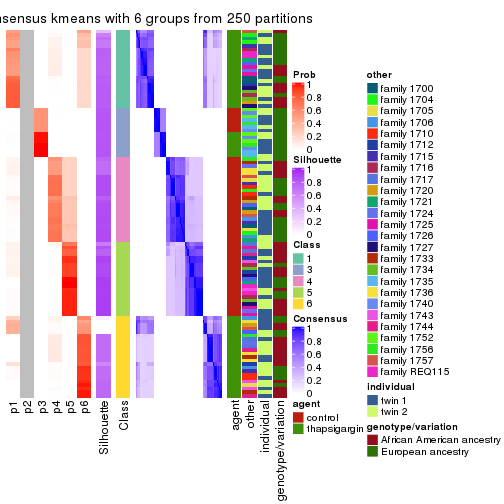 nsensus kmeans with 6 groups from 250 partitions
p1
p2
p3
p4
p5
p6
Silhouette
Class
agent
other
individual
genotype/variation
Prob
1
0.8
0.6
0.4
0.2
0
Silhouette
1
0.8
0.6
0.4
0.2
0
Class
1
3
4
5
6
Consensus
1
0.8
0.6
0.4
0.2
0
agent
control
thapsigargin
other
family 1700
family 1704
family 1705
family 1706
family 1710
family 1712
family 1715
family 1716
family 1717
family 1720
family 1721
family 1724
family 1725
family 1726
family 1727
family 1733
family 1734
family 1735
family 1736
family 1740
family 1743
family 1744
family 1752
family 1756
family 1757
family REQ115
individual
twin 1
twin 2
genotype/variation
African American ancestry
European ancestry